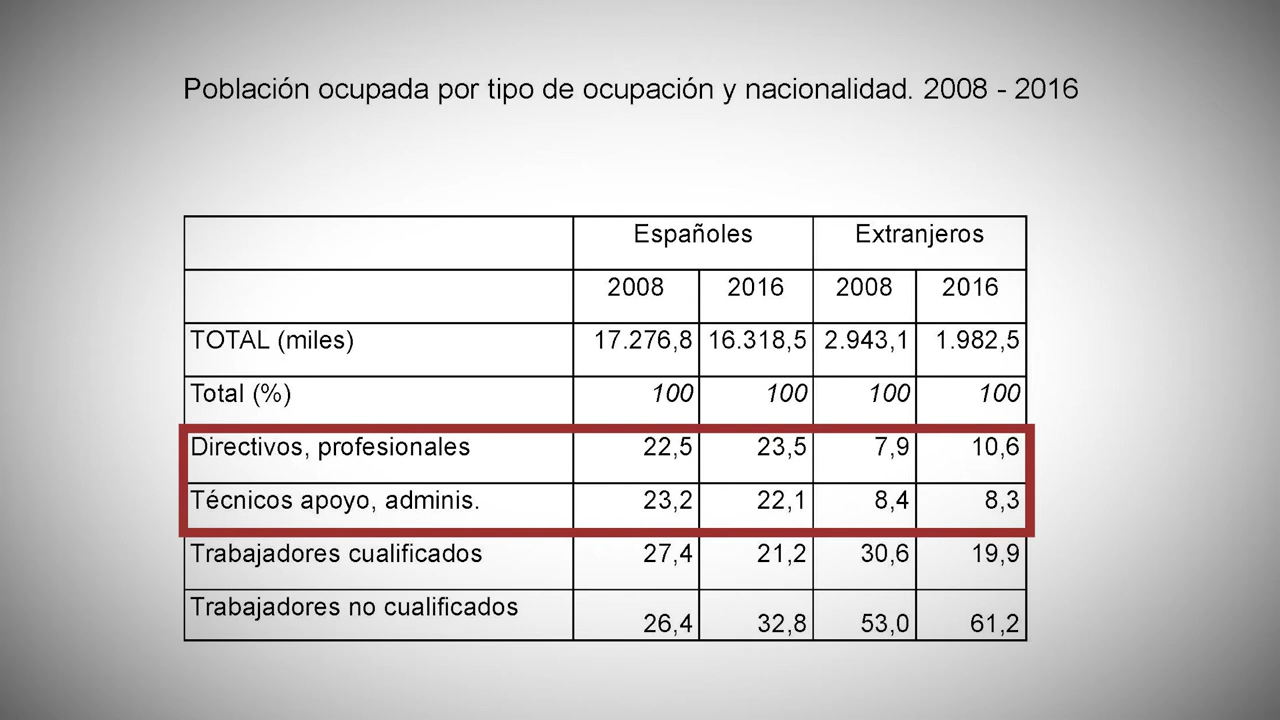 Población ocupada por tipo de ocupación y nacionalidad. 2008 - 2016
Españoles Extranjeros
2008 2016 2008 2016
TOTAL (miles) 17.276,8 16.318,5 2.943,1 1.982,5
Total (%) 100 100 100 100
Directivos, profesionales 22,5 23,5 7,9 10,6
Técnicos apoyo, adminis. 23,2 22,1 8,4 8,3
Trabajadores cualificados 27,4 21,2 30,6 19,9
Trabajadores no cualificados 26,4 32,8 53,0 61,2